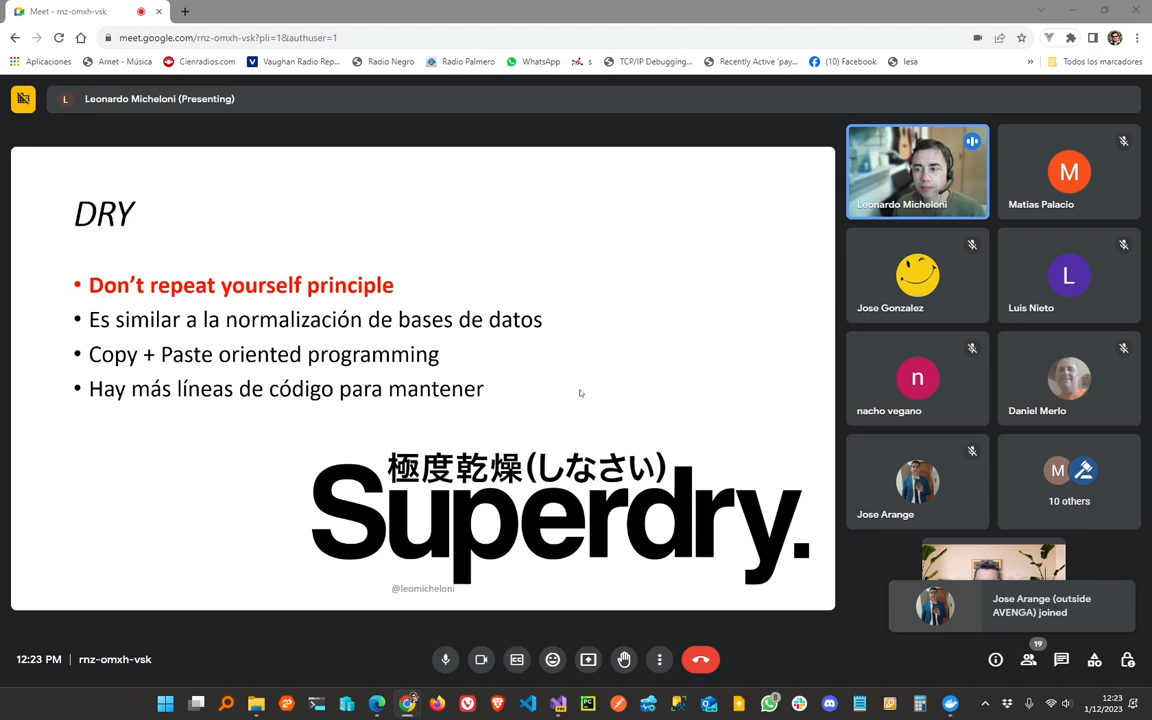 Meet - rnz-omxh-vsk
meet.google.com/rnz-omxh-vsk?pli=1&authuser=1
Aplicaciones
Arnet - Música
Cienradios.com
Vaughan Radio Rep...
Radio Negro
Radio Palmero
WhatsApp
s
TCP/IP Debugging,...
Recently Active 'pay...
(10) Facebook
lesa
»
Todos los marcadores
L
Leonardo Micheloni (Presenting)
DRY
• Don't repeat yourself principle
• Es similar a la normalización de bases de datos
• Copy + Paste oriented programming
• Hay más líneas de código para mantener
極度乾燥(しなさい)
Superdry.
@leomicheloni
Leonardo Micheloni
M
Matias Palacio
Jose Gonzalez
L
Luis Nieto
n
nacho vegano
Daniel Merlo
Jose Arange
M
10 others
Jose Arange (outside
AVENGA) joined
12:23 PM | rnz-omxh-vsk
19
8
12:23
1/12/2023